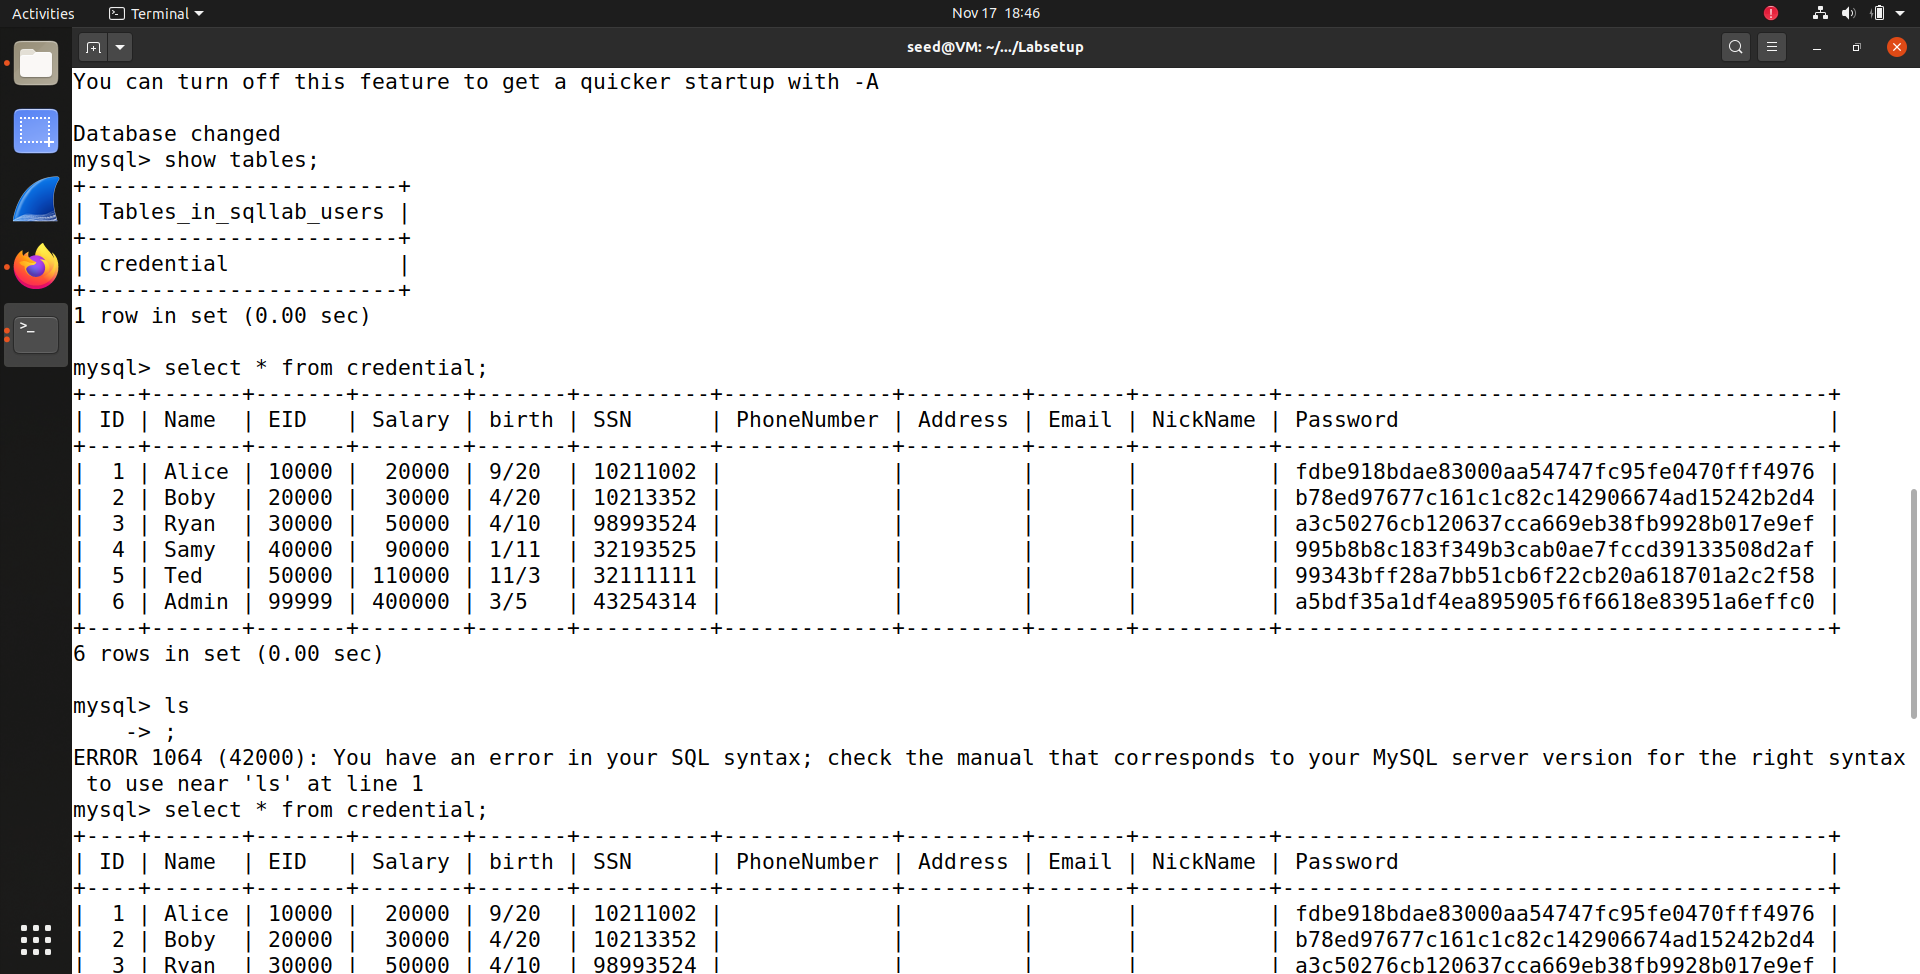 Activities
Terminal
Nov 17 18:46
seed@VM: ~/.../Labsetup
You can turn off this feature to get a quicker startup with -A
Database changed
mysql> show tables;
+------------------------+
| Tables_in_sqllab_users |
+------------------------+
| credential             |
+------------------------+
1 row in set (0.00 sec)
mysql> select * from credential;
+----+-------+-------+--------+-------+----------+-------------+---------+-------+----------+------------------------------------------+
| ID | Name  | EID   | Salary | birth | SSN      | PhoneNumber | Address | Email | NickName | Password                                 |
+----+-------+-------+--------+-------+----------+-------------+---------+-------+----------+------------------------------------------+
|  1 | Alice | 10000 |  20000 | 9/20  | 10211002 |             |         |       |          | fdbe918bdae83000aa54747fc95fe0470fff4976 |
|  2 | Boby  | 20000 |  30000 | 4/20  | 10213352 |             |         |       |          | b78ed97677c161c1c82c142906674ad15242b2d4 |
|  3 | Ryan  | 30000 |  50000 | 4/10  | 98993524 |             |         |       |          | a3c50276cb120637cca669eb38fb9928b017e9ef |
|  4 | Samy  | 40000 |  90000 | 1/11  | 32193525 |             |         |       |          | 995b8b8c183f349b3cab0ae7fccd39133508d2af |
|  5 | Ted   | 50000 | 110000 | 11/3  | 32111111 |             |         |       |          | 99343bff28a7bb51cb6f22cb20a618701a2c2f58 |
|  6 | Admin | 99999 | 400000 | 3/5   | 43254314 |             |         |       |          | a5bdf35a1df4ea895905f6f6618e83951a6effc0 |
+----+-------+-------+--------+-------+----------+-------------+---------+-------+----------+------------------------------------------+
6 rows in set (0.00 sec)
mysql> ls
    -> ;
ERROR 1064 (42000): You have an error in your SQL syntax; check the manual that corresponds to your MySQL server version for the right syntax
 to use near 'ls' at line 1
mysql> select * from credential;
+----+-------+-------+--------+-------+----------+-------------+---------+-------+----------+------------------------------------------+
| ID | Name  | EID   | Salary | birth | SSN      | PhoneNumber | Address | Email | NickName | Password                                 |
+----+-------+-------+--------+-------+----------+-------------+---------+-------+----------+------------------------------------------+
|  1 | Alice | 10000 |  20000 | 9/20  | 10211002 |             |         |       |          | fdbe918bdae83000aa54747fc95fe0470fff4976 |
|  2 | Boby  | 20000 |  30000 | 4/20  | 10213352 |             |         |       |          | b78ed97677c161c1c82c142906674ad15242b2d4 |
|  3 | Ryan  | 30000 |  50000 | 4/10  | 98993524 |             |         |       |          | a3c50276cb120637cca669eb38fb9928b017e9ef |